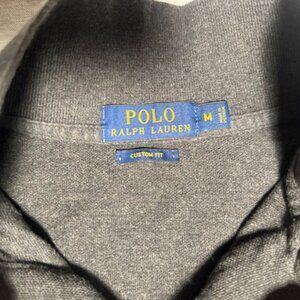 POLO
RALPH LAUREN
M
CUSTOM FIT